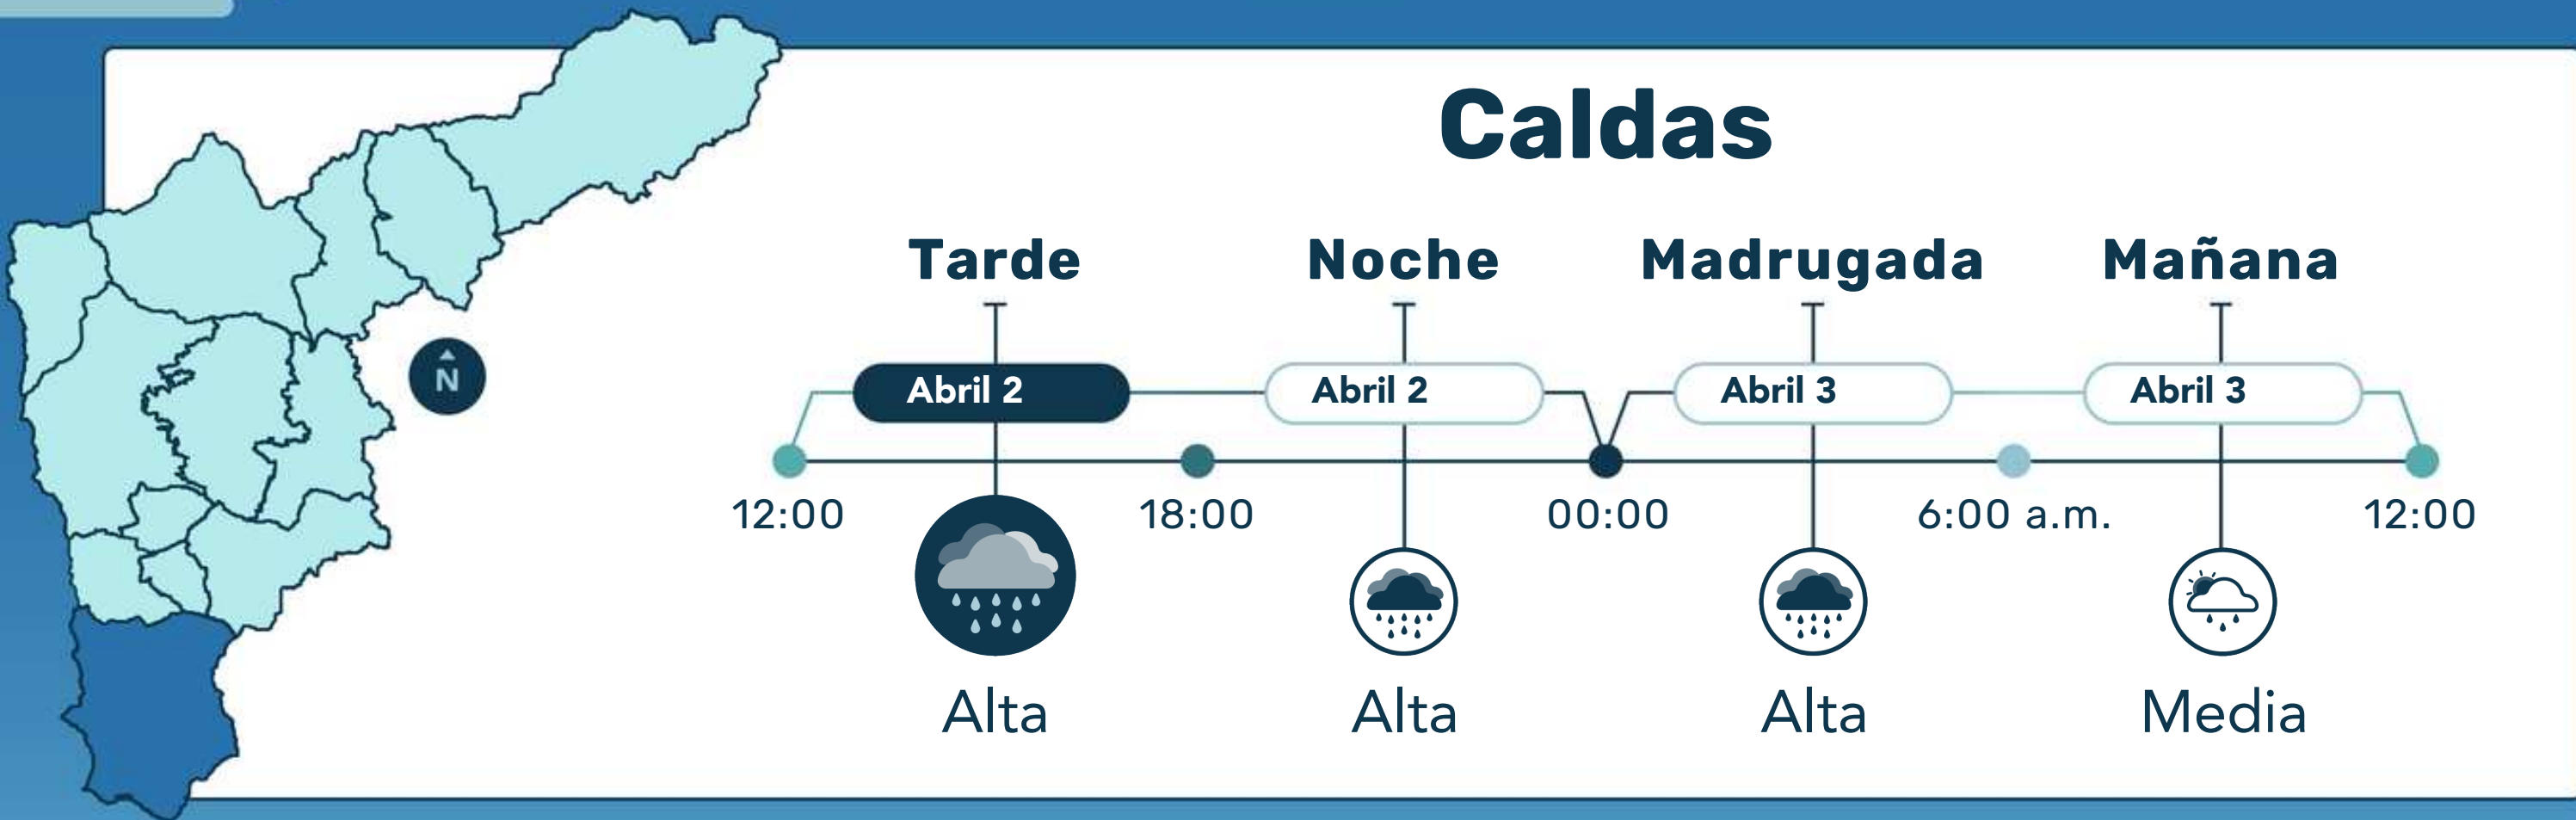 Caldas
Tarde
Noche
Madrugada
Mañana
Abril 2
Abril 2
Abril 3
Abril 3
N
12:00
18:00
00:00
6:00 a.m.
12:00
Alta
Alta
Alta
Media